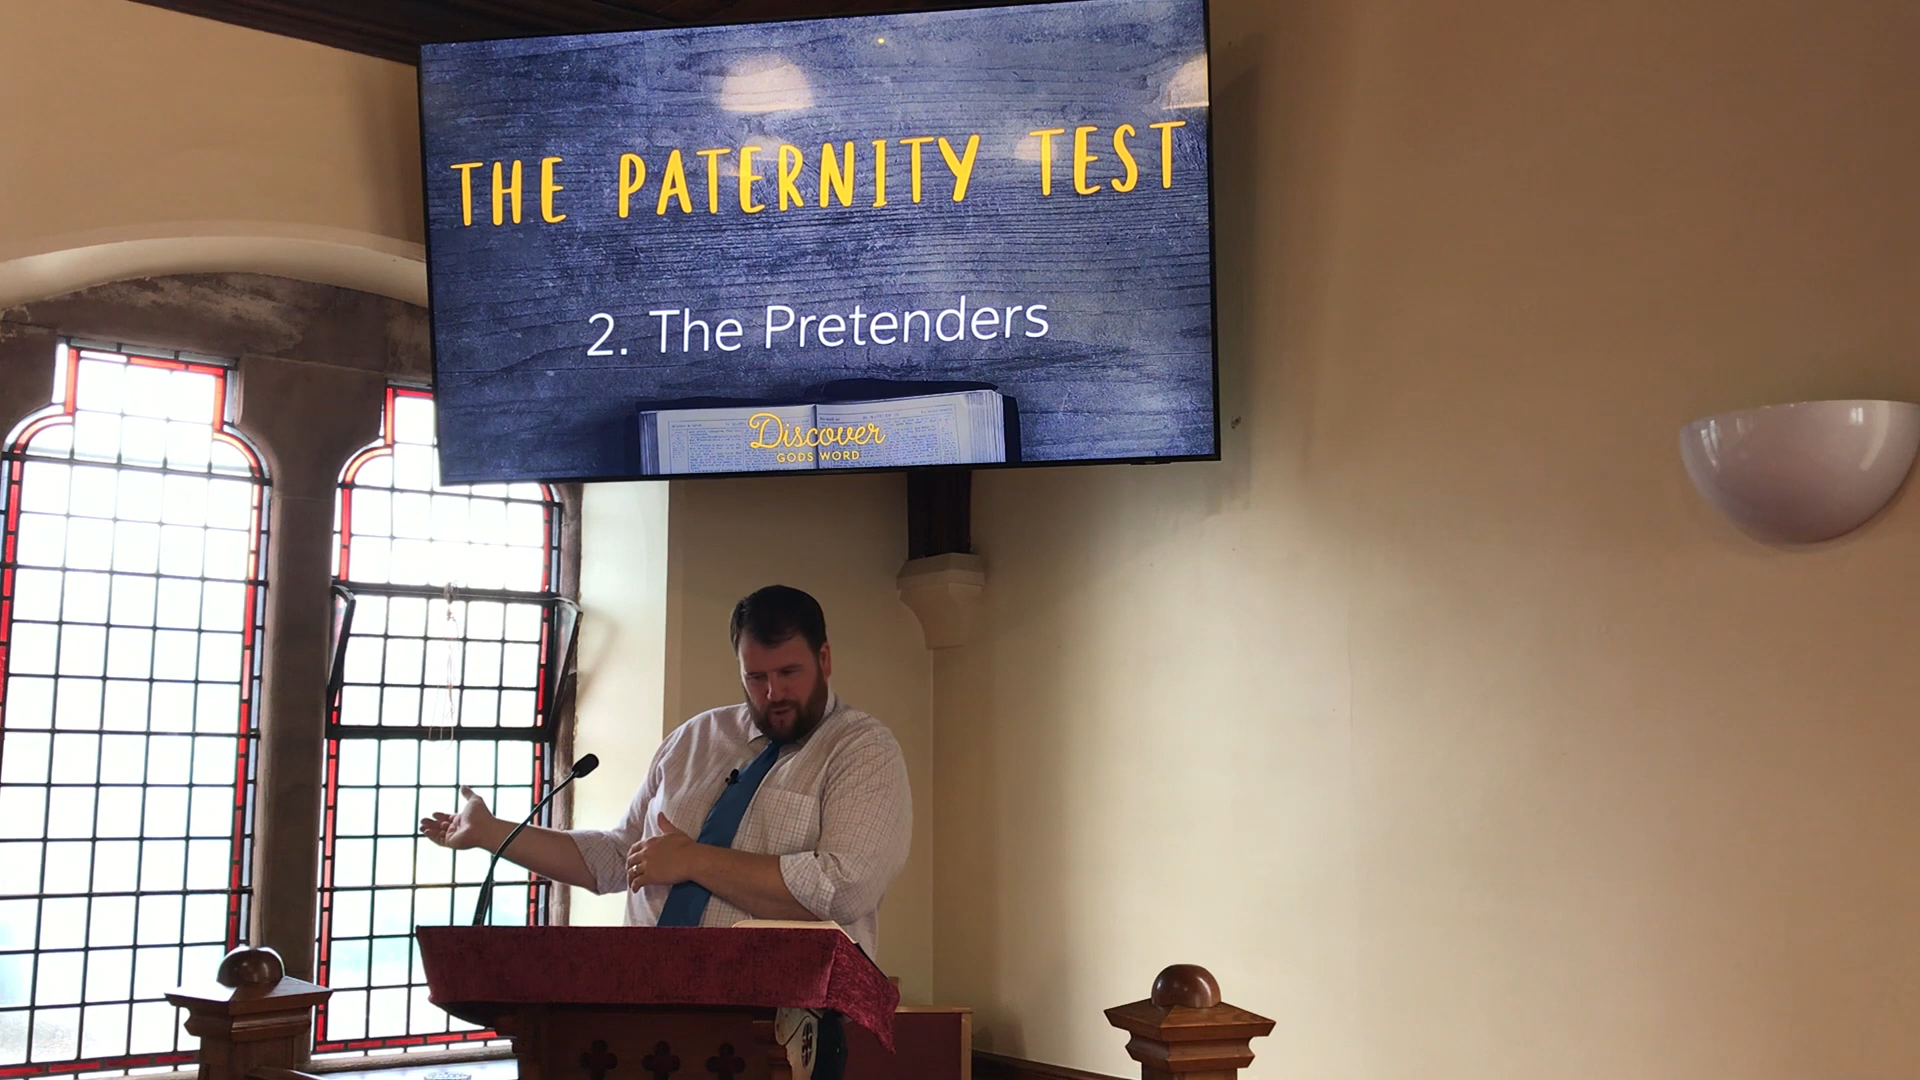 THE PATERNITY TEST
2. The Pretenders
Discover
GODS WORD